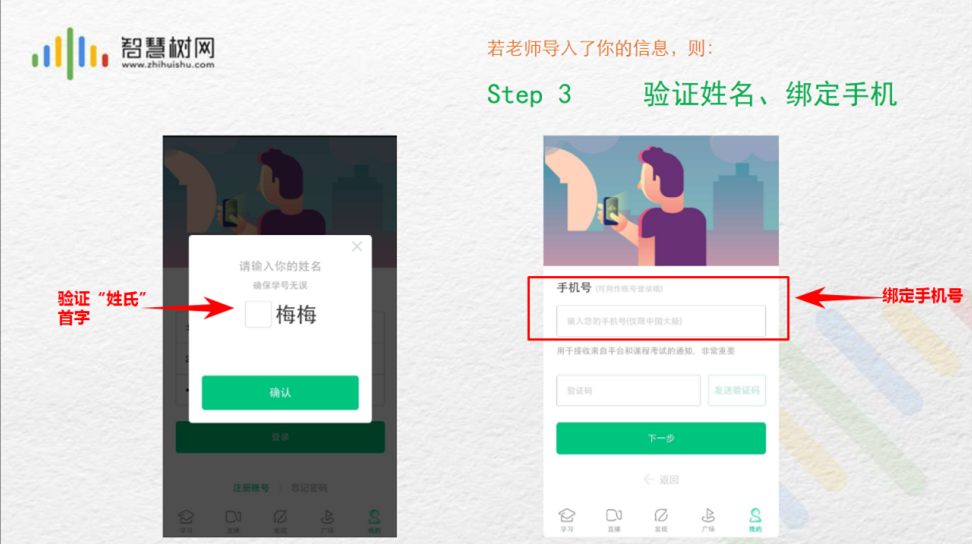 智慧树网
www.zhihuishu.com
若老师导入了你的信息，则：
Step 3 验证姓名、绑定手机
请输入你的姓名
确保学号无误
梅梅
确认
登录
注册账号 | 忘记密码
学习 直播 发现 广场 我的
验证“姓氏”
首字
手机号
输入您的手机号(仅限中国大陆)
用于接收来自平台和课程考试的通知，非常重要
验证码 发送验证码
下一步
← 返回
学习 直播 发现 广场 我的
绑定手机号